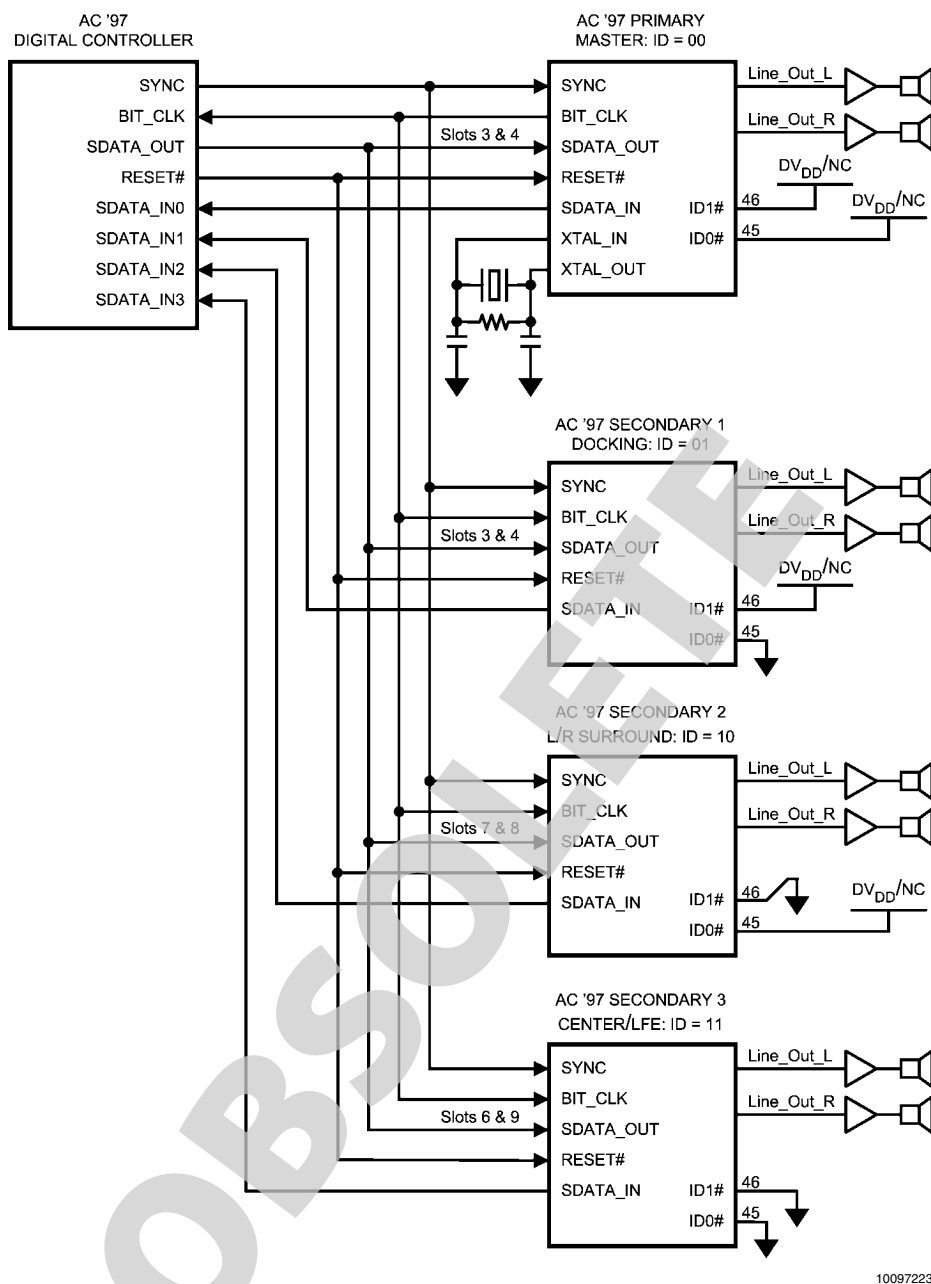 AC '97
DIGITAL CONTROLLER
SYNC
BIT_CLK
SDATA_OUT
RESET#
SDATA_IN0
SDATA_IN1
SDATA_IN2
SDATA_IN3
AC '97 PRIMARY
MASTER: ID = 00
Slots 3 & 4
SYNC
BIT_CLK
SDATA_OUT
RESET#
SDATA_IN
XTAL_IN
XTAL_OUT
ID1#
ID0#
46
45
Line_Out_L
Line_Out_R
DVDD/NC
DVDD/NC
AC '97 SECONDARY 1
DOCKING: ID = 01
Slots 3 & 4
SYNC
BIT_CLK
SDATA_OUT
RESET#
SDATA_IN
ID1#
ID0#
46
45
Line_Out_L
Line_Out_R
DVDD/NC
AC '97 SECONDARY 2
L/R SURROUND: ID = 10
Slots 7 & 8
SYNC
BIT_CLK
SDATA_OUT
RESET#
SDATA_IN
ID1#
ID0#
46
45
Line_Out_L
Line_Out_R
DVDD/NC
AC '97 SECONDARY 3
CENTER/LFE: ID = 11
Slots 6 & 9
SYNC
BIT_CLK
SDATA_OUT
RESET#
SDATA_IN
ID1#
ID0#
46
45
Line_Out_L
Line_Out_R
OBSOLETE
10097223